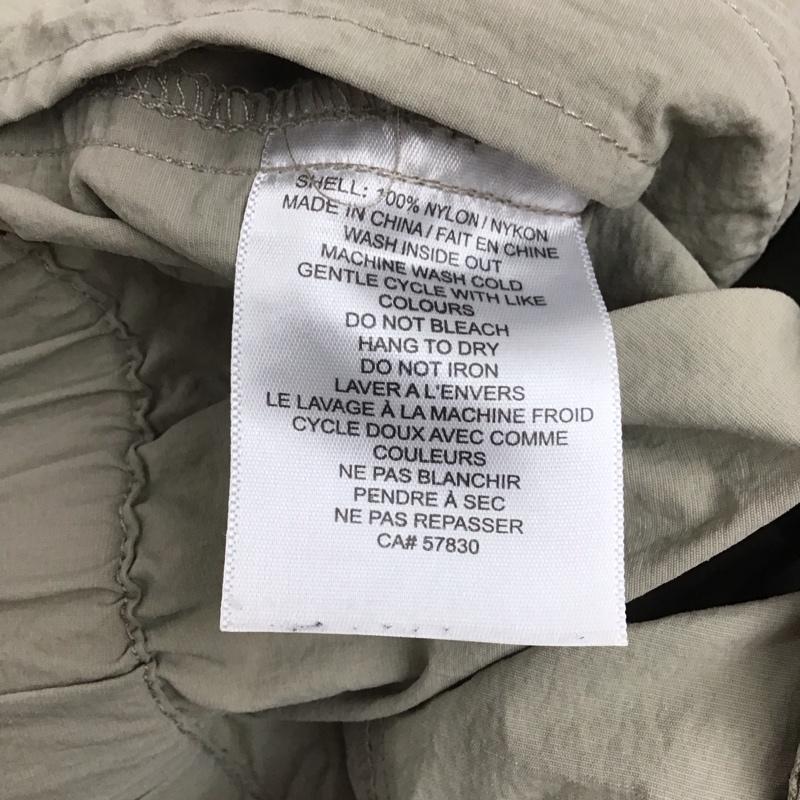 SHELL: 100% NYLON / NYKON
MADE IN CHINA / FAIT EN CHINE
WASH INSIDE OUT
MACHINE WASH COLD
GENTLE CYCLE WITH LIKE
COLOURS
DO NOT BLEACH
HANG TO DRY
DO NOT IRON
LAVER A L'ENVERS
LE LAVAGE À LA MACHINE FROID
CYCLE DOUX AVEC COMME
COULEURS
NE PAS BLANCHIR
PENDRE À SEC
NE PAS REPASSER
CA# 57830